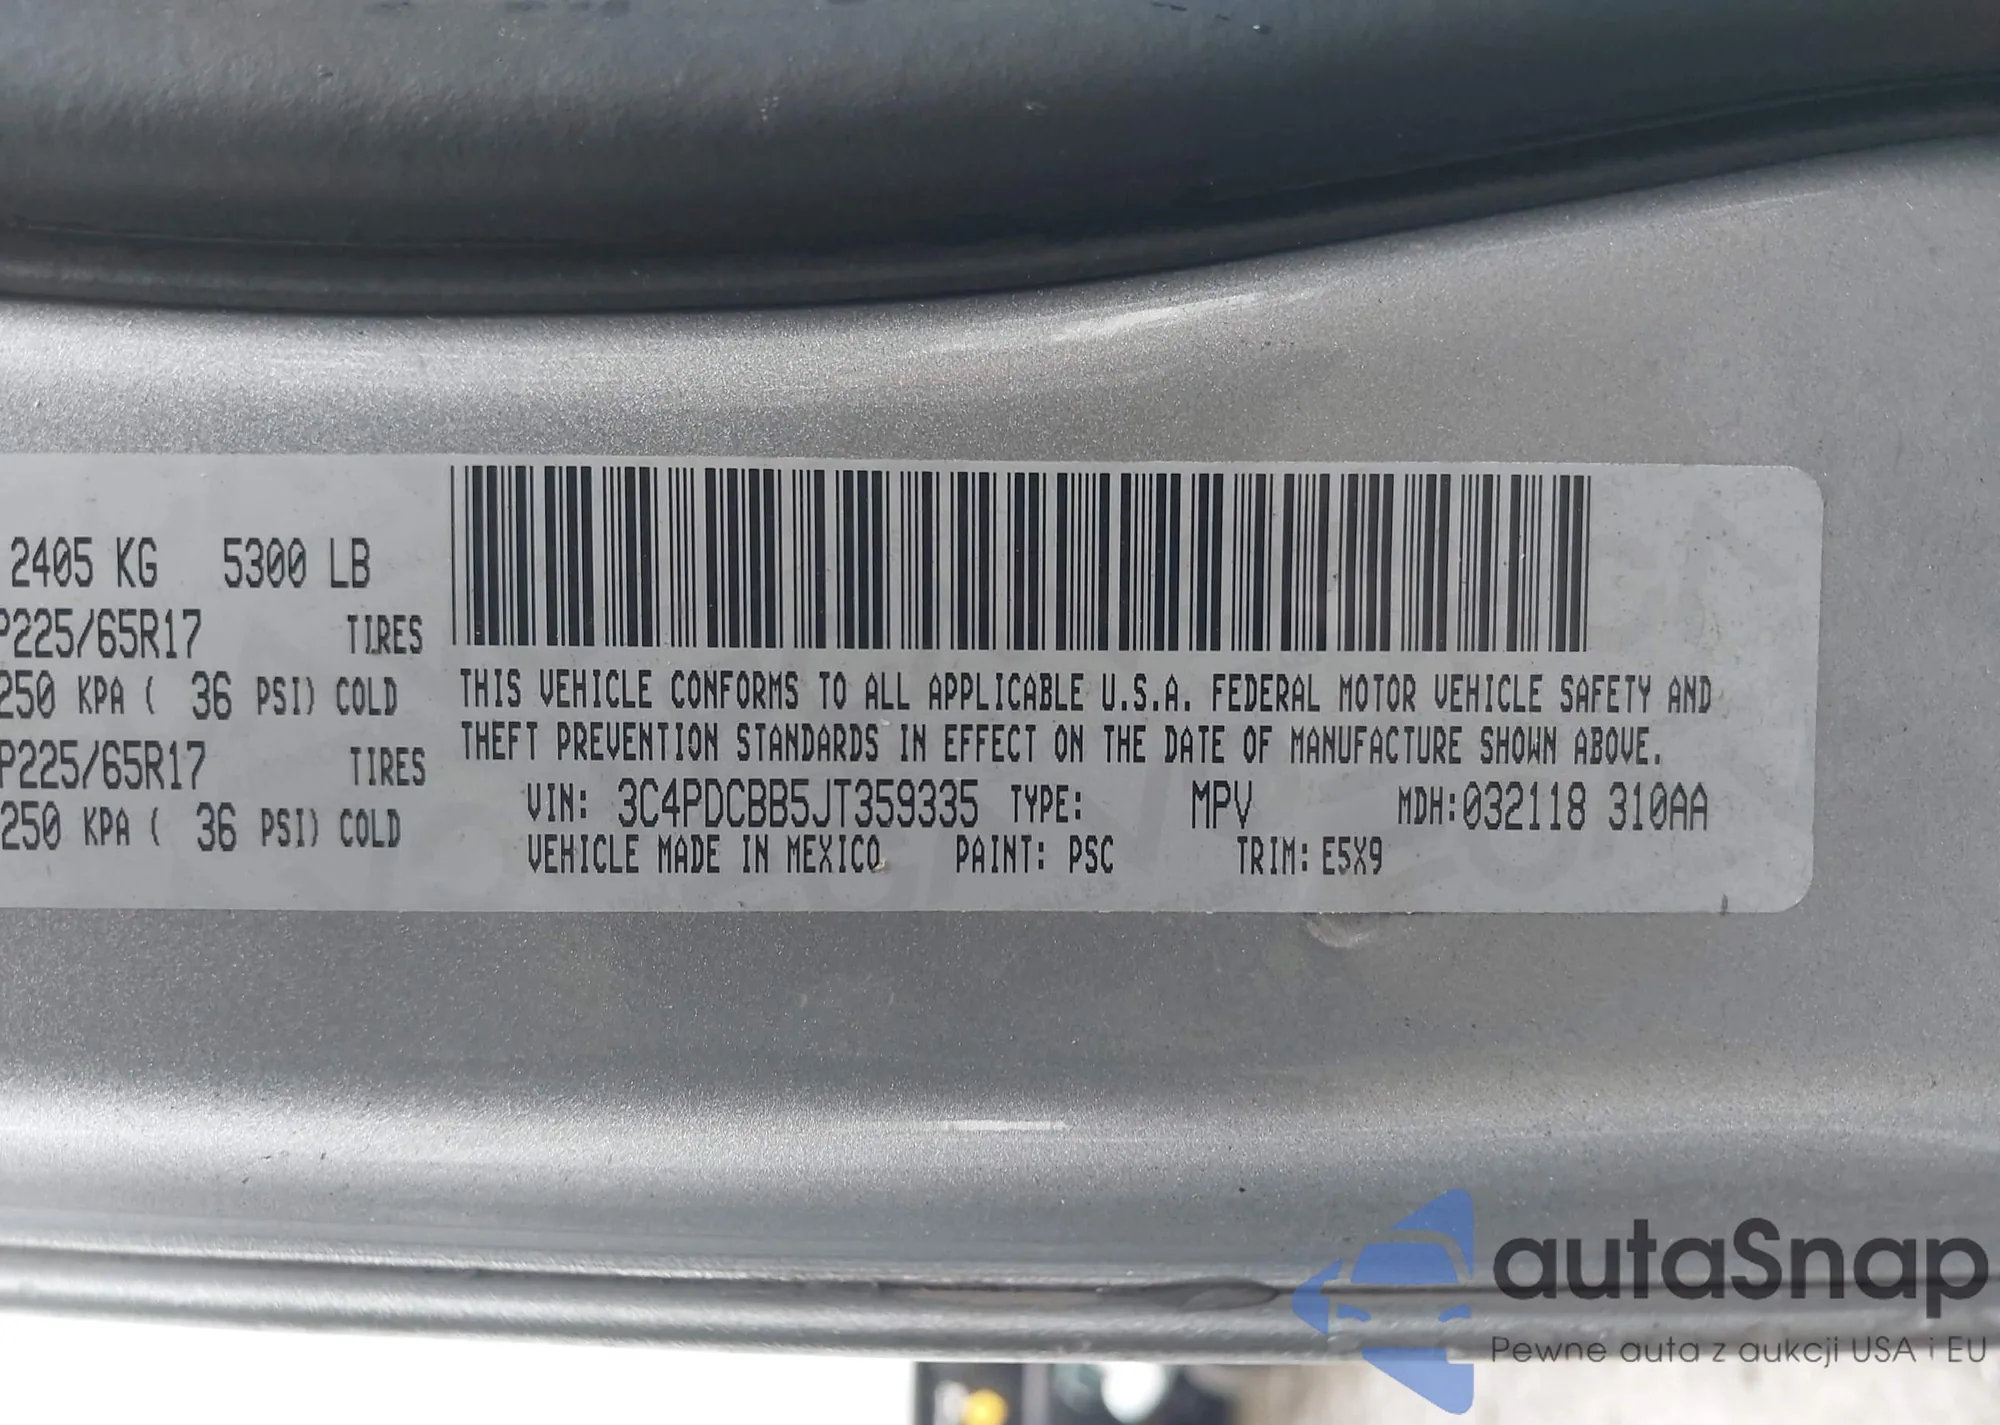 2405 KG 5300 LB
P225/65R17 TIRES
250 KPA ( 36 PSI) COLD
P225/65R17 TIRES
250 KPA ( 36 PSI) COLD
THIS VEHICLE CONFORMS TO ALL APPLICABLE U.S.A. FEDERAL MOTOR VEHICLE SAFETY AND
THEFT PREVENTION STANDARDS IN EFFECT ON THE DATE OF MANUFACTURE SHOWN ABOVE.
VIN: 3C4PDCBB5JT359335 TYPE: MPV MDH:032118 310AA
VEHICLE MADE IN MEXICO PAINT: PSC TRIM: E5X9
autaSnap
Pewne auta z aukcji USA i EU